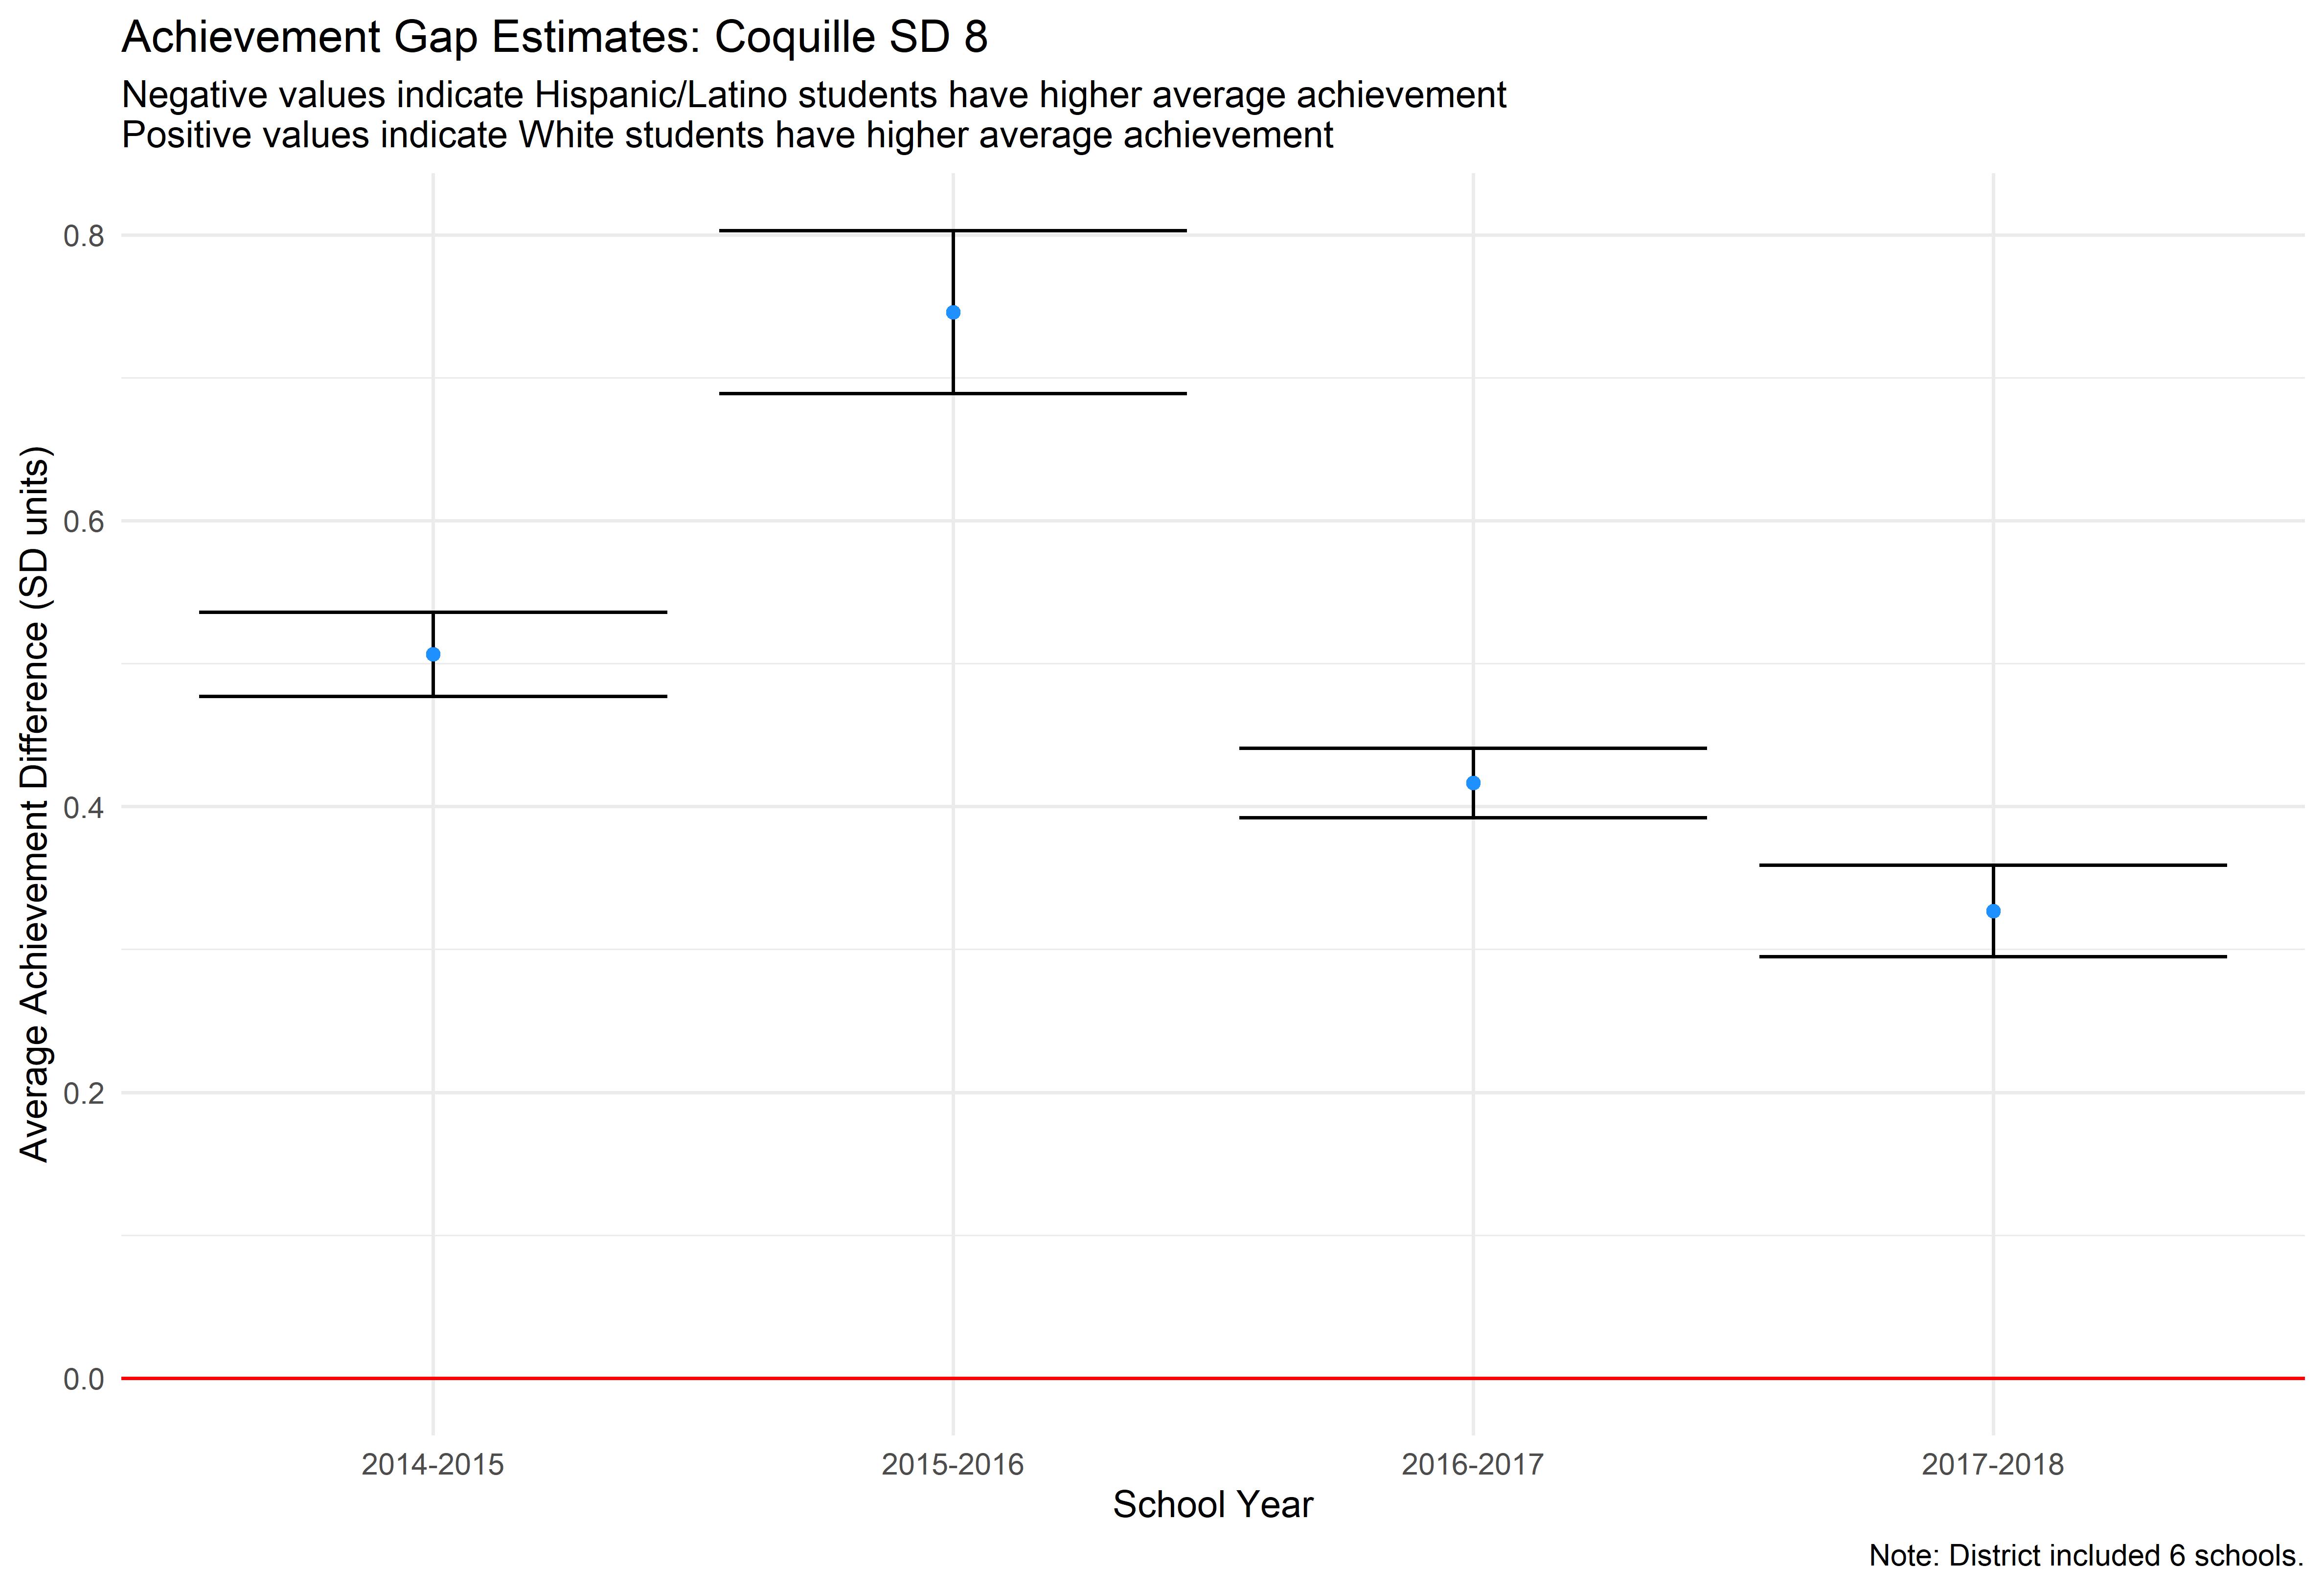 Achievement Gap Estimates: Coquille SD 8
Negative values indicate Hispanic/Latino students have higher average achievement
Positive values indicate White students have higher average achievement
Average Achievement Difference (SD units)
0.8
0.6
0.4
0.2
0.0
2014-2015
2015-2016
2016-2017
2017-2018
School Year
Note: District included 6 schools.